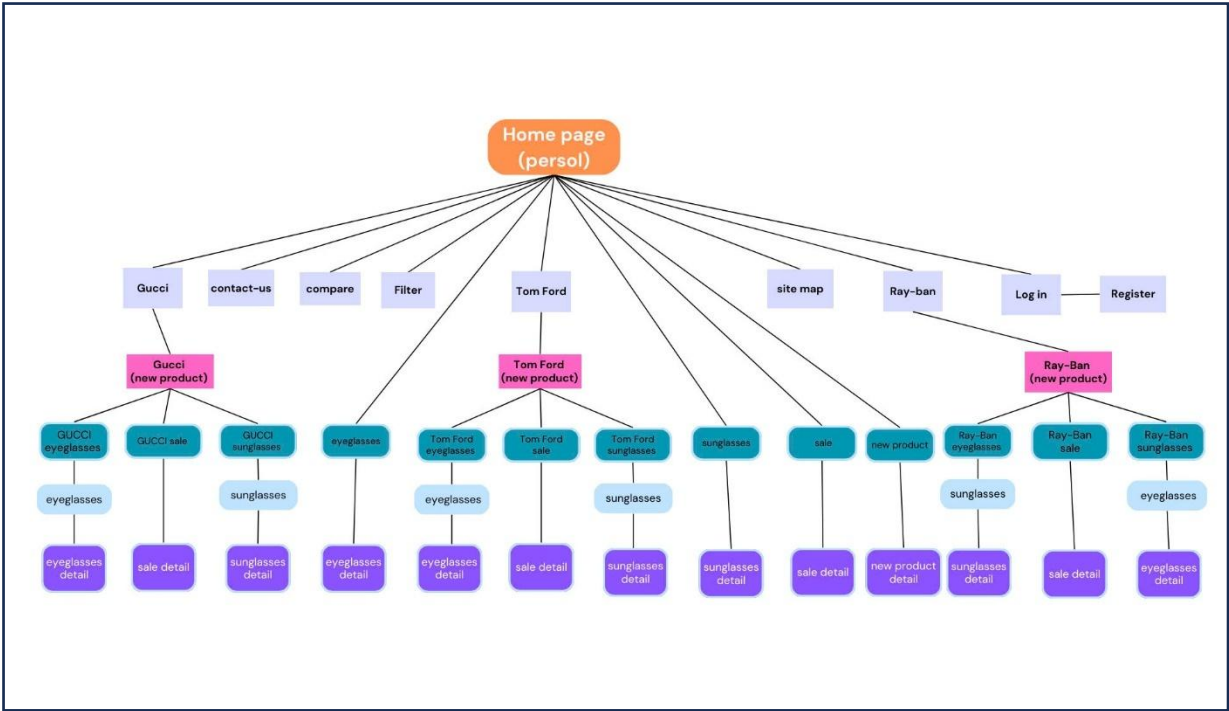 Home page
(persol)
Gucci
contact-us
compare
Filter
Tom Ford
site map
Ray-ban
Log in
Register
Gucci
(new product)
Tom Ford
(new product)
Ray-Ban
(new product)
GUCCI
eyeglasses
GUCCI sale
GUCCI
sunglasses
eyeglasses
Tom Ford
eyeglasses
Tom Ford
sale
Tom Ford
sunglasses
sunglasses
sale
new product
Ray-Ban
eyeglasses
Ray-Ban
sale
Ray-Ban
sunglasses
eyeglasses
sunglasses
eyeglasses
sunglasses
sunglasses
eyeglasses
eyeglasses
detail
sale detail
sunglasses
detail
eyeglasses
detail
eyeglasses
detail
sale detail
sunglasses
detail
sunglasses
detail
sale detail
new product
detail
sunglasses
detail
sale detail
eyeglasses
detail